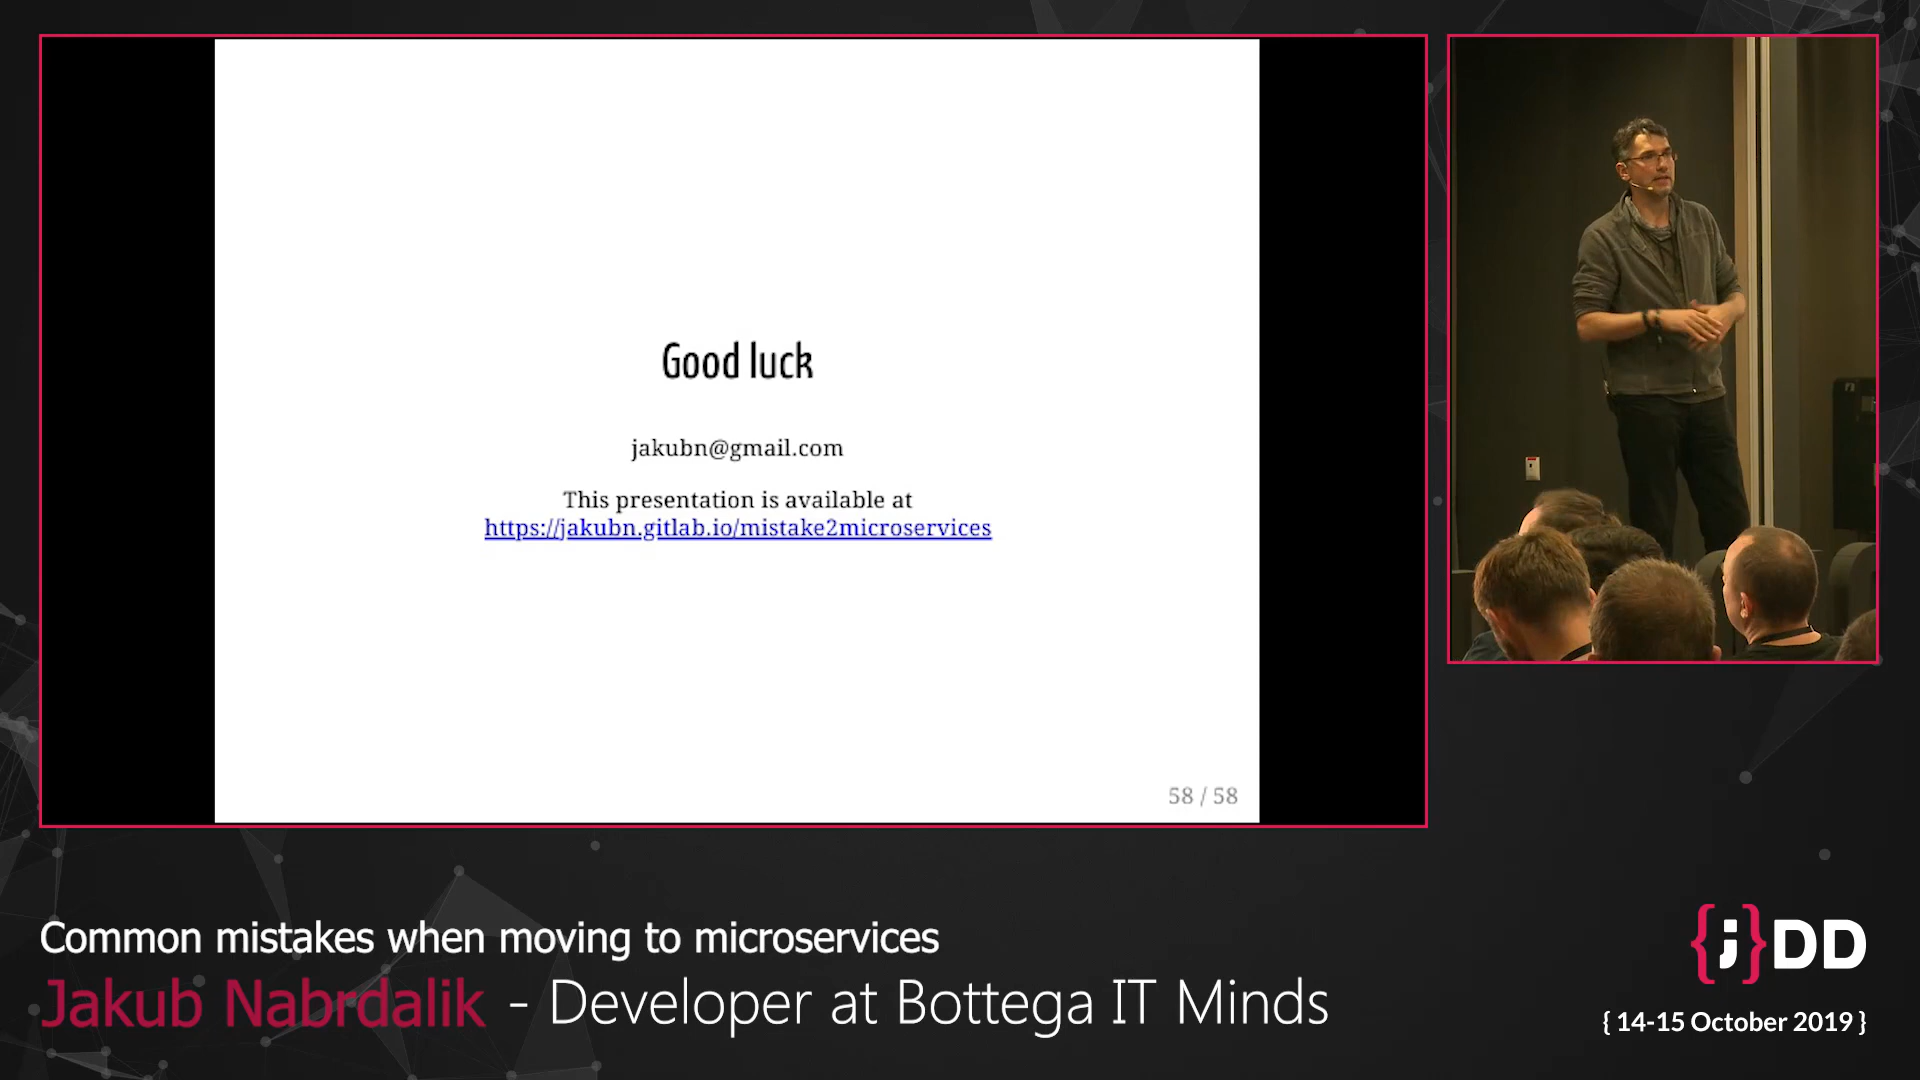 Good luck
jakubn@gmail.com
This presentation is available at
https://jakubn.gitlab.io/mistake2microservices
58 / 58
Common mistakes when moving to microservices
Jakub Nabrdalik - Developer at Bottega IT Minds
{j}DD
{ 14-15 October 2019 }